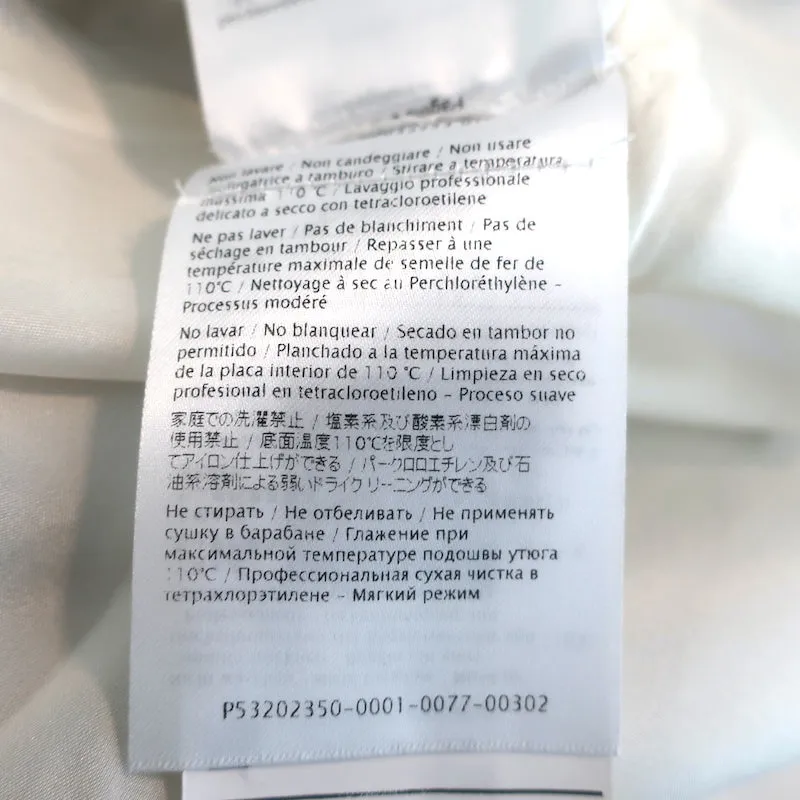 Non lavare / Non candeggiare / Non usare
asciugatrice a tamburo / Stirare a temperatura
massima 110°C / Lavaggio professionale
delicato a secco con tetracloroetilene
Ne pas laver / Pas de blanchiment / Pas de
séchage en tambour / Repasser à une
température maximale de semelle de fer de
110°C / Nettoyage à sec au Perchloréthylène -
Processus modéré
No lavar / No blanquear / Secado en tambor no
permitido / Planchado a la temperatura máxima
de la placa interior de 110 °C / Limpieza en seco
profesional en tetracloroetileno - Proceso suave
家庭での洗濯禁止 / 塩素系及び酸素系漂白剤の
使用禁止 / 底面温度110℃を限度とし
てアイロン仕上げができる / パークロロエチレン及び石
油系溶剤による弱いドライクリーニングができる
Не стирать / Не отбеливать / Не применять
сушку в барабане / Глажение при
максимальной температуре подошвы утюга
110°C / Профессиональная сухая чистка в
тетрахлорэтилене - Мягкий режим
P53202350-0001-0077-00302